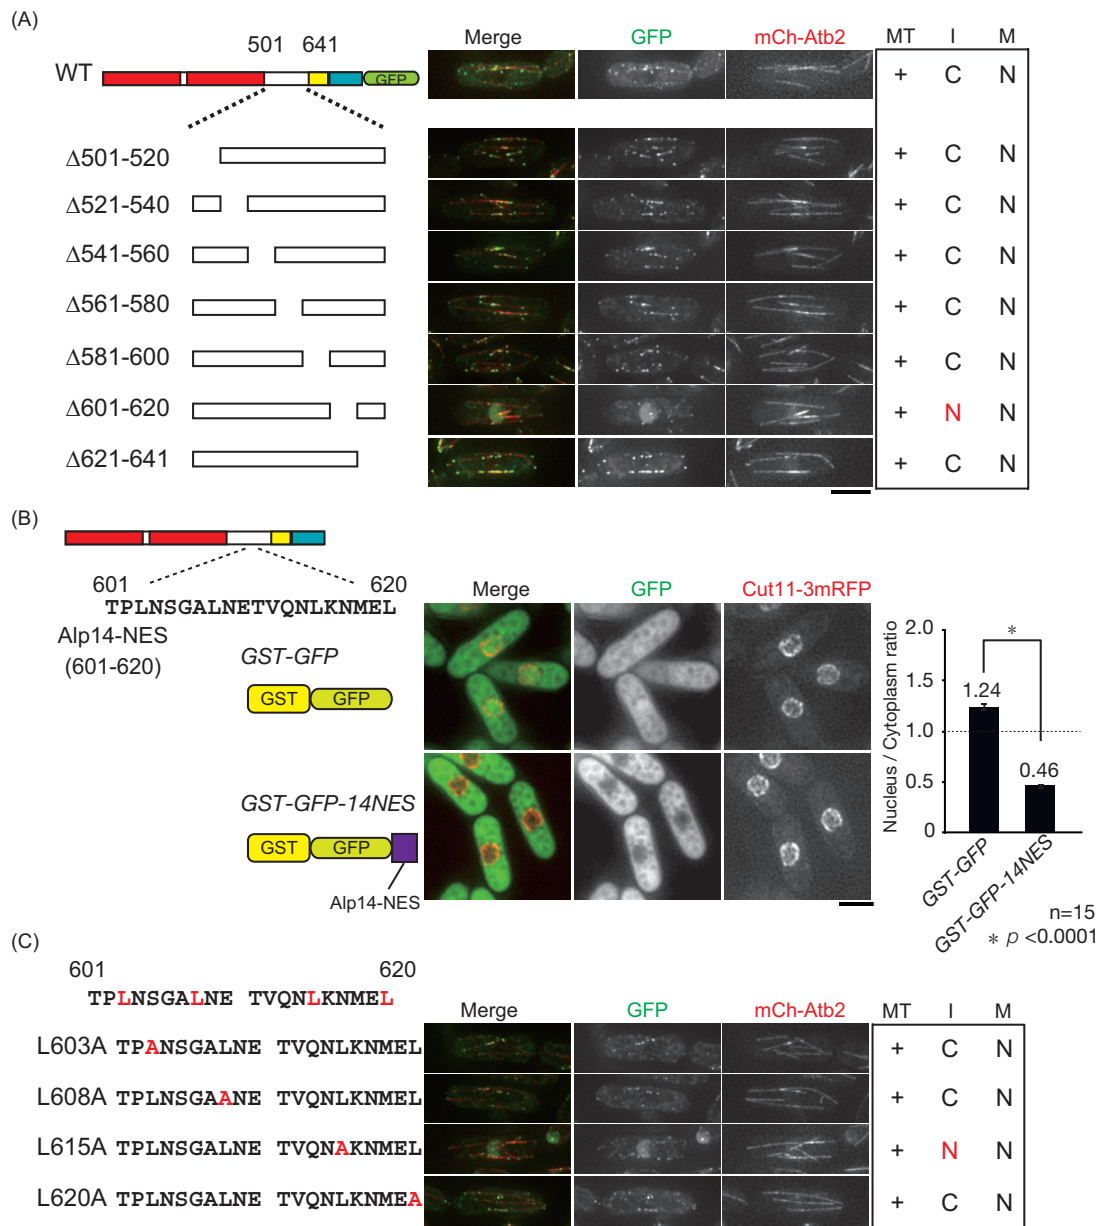 (A)
501 641
Merge GFP mCh-Atb2 MT I M
WT GFP + C N
Δ501-520 + C N
Δ521-540 + C N
Δ541-560 + C N
Δ561-580 + C N
Δ581-600 + C N
Δ601-620 + N N
Δ621-641 + C N
(B)
601 620
TPLNSGALNETVQNLKNMEL
Alp14-NES
(601-620)
Merge GFP Cut11-3mRFP
GST-GFP
GST GFP
GST-GFP-14NES
GST GFP
Alp14-NES
Nucleus / Cytoplasm ratio
2.0
1.5
1.0
0.5
0
*
1.24
0.46
GST-GFP
GST-GFP-14NES
n=15
* p <0.0001
(C)
601 620
TPLNSGALNE TVQNLKNMEL
Merge GFP mCh-Atb2 MT I M
L603A TPANSGALNE TVQNLKNMEL + C N
L608A TPLNSGAANE TVQNLKNMEL + C N
L615A TPLNSGALNE TVQNAKNMEL + N N
L620A TPLNSGALNE TVQNLKNMEA + C N